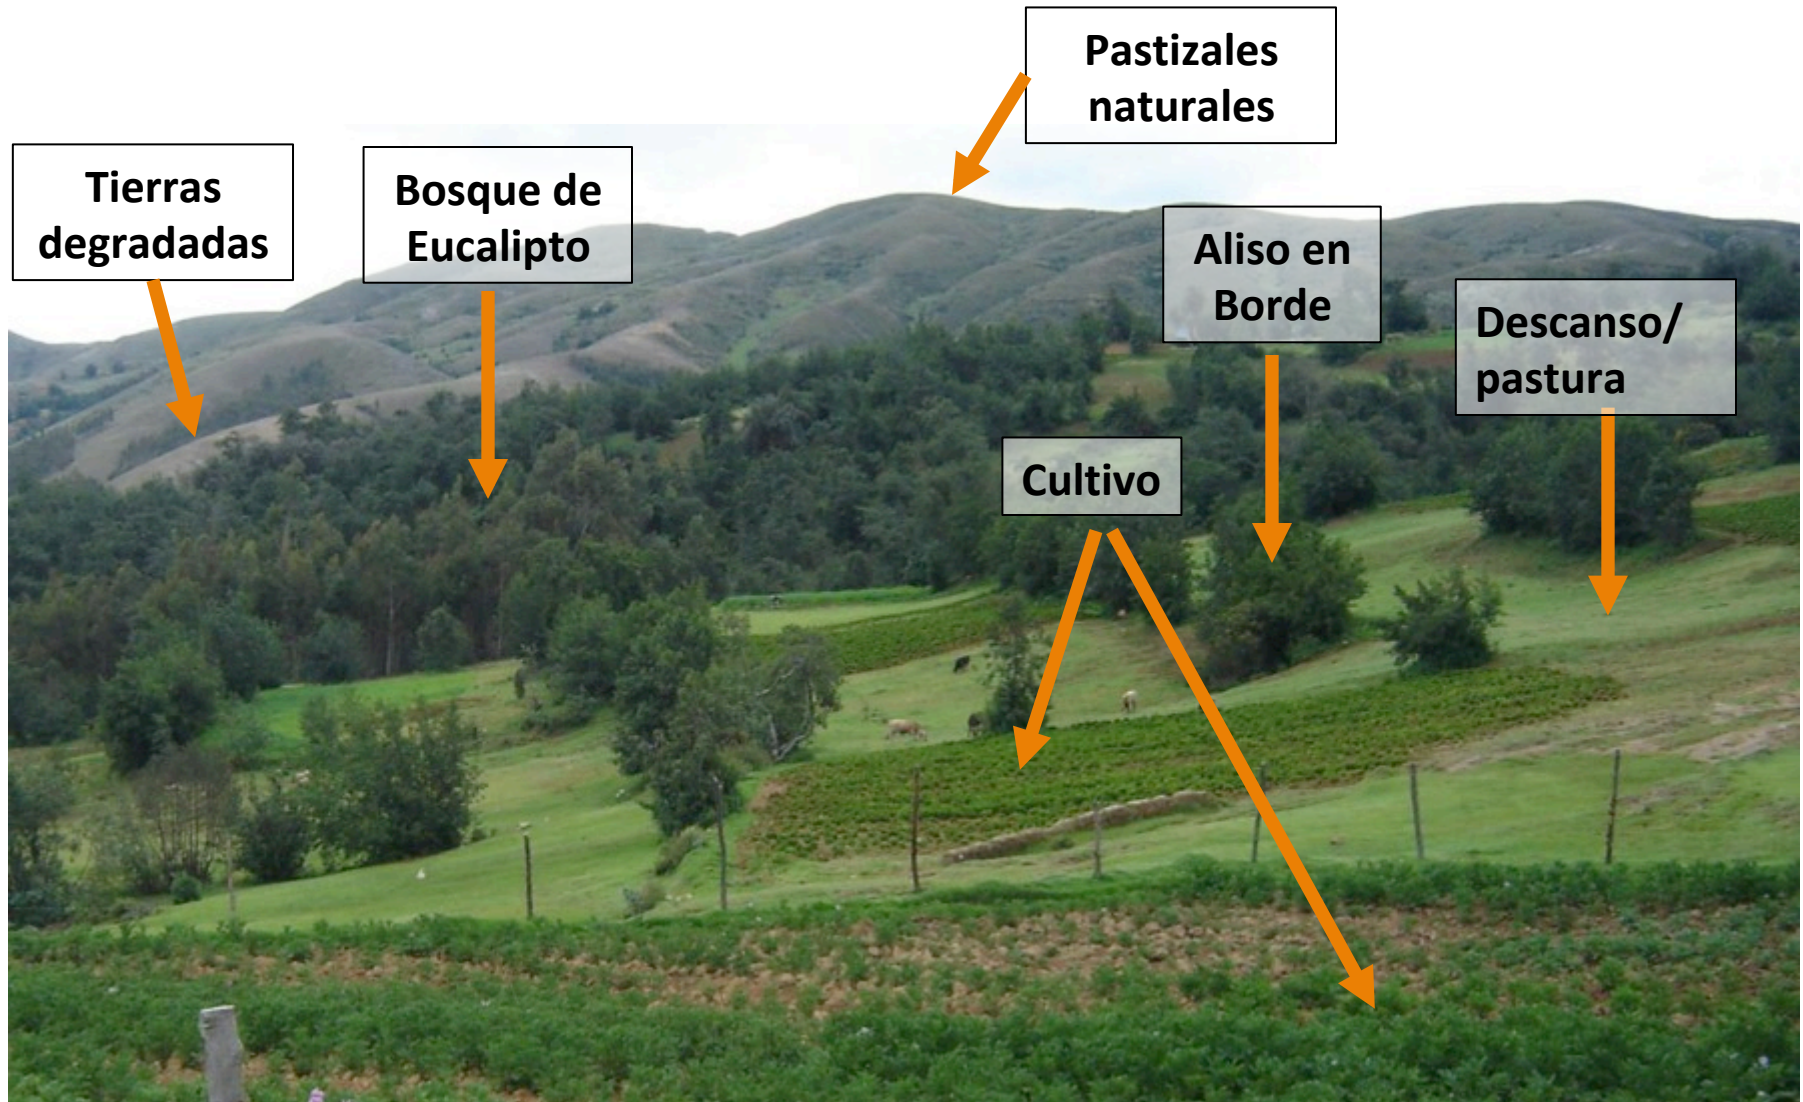 Pastizales
naturales
Tierras
degradadas
Bosque de
Eucalipto
Aliso en
Borde
Descanso/
pastura
Cultivo